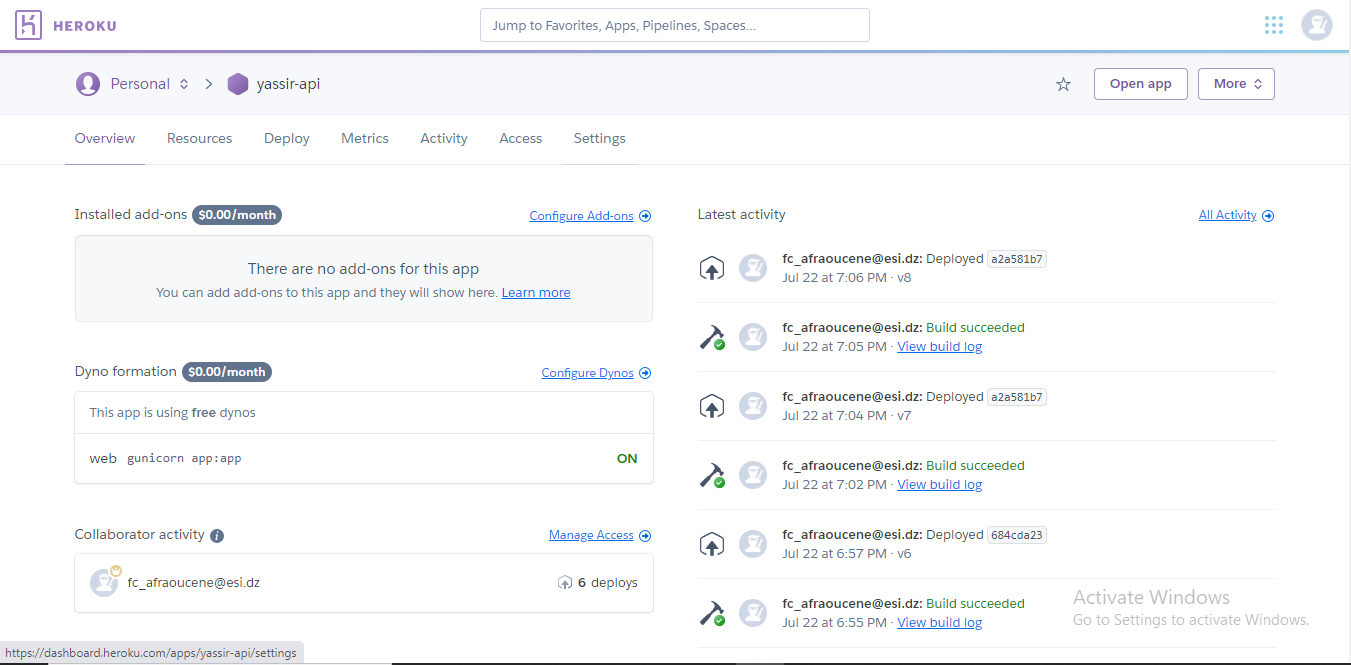 HEROKU
Jump to Favorites, Apps, Pipelines, Spaces...
Personal
yassir-api
Open app
More
Overview
Resources
Deploy
Metrics
Activity
Access
Settings
Installed add-ons $0.00/month
Configure Add-ons
There are no add-ons for this app
You can add add-ons to this app and they will show here. Learn more
Dyno formation $0.00/month
Configure Dynos
This app is using free dynos
web gunicorn app:app
ON
Collaborator activity i
Manage Access
fc_afraoucene@esi.dz
6 deploys
Latest activity
All Activity
fc_afraoucene@esi.dz: Deployed a2a581b7
Jul 22 at 7:06 PM · v8
fc_afraoucene@esi.dz: Build succeeded
Jul 22 at 7:05 PM · View build log
fc_afraoucene@esi.dz: Deployed a2a581b7
Jul 22 at 7:04 PM · v7
fc_afraoucene@esi.dz: Build succeeded
Jul 22 at 7:02 PM · View build log
fc_afraoucene@esi.dz: Deployed 684cda23
Jul 22 at 6:57 PM · v6
fc_afraoucene@esi.dz: Build succeeded
Jul 22 at 6:55 PM · View build log
Activate Windows
Go to Settings to activate Windows.
https://dashboard.heroku.com/apps/yassir-api/settings